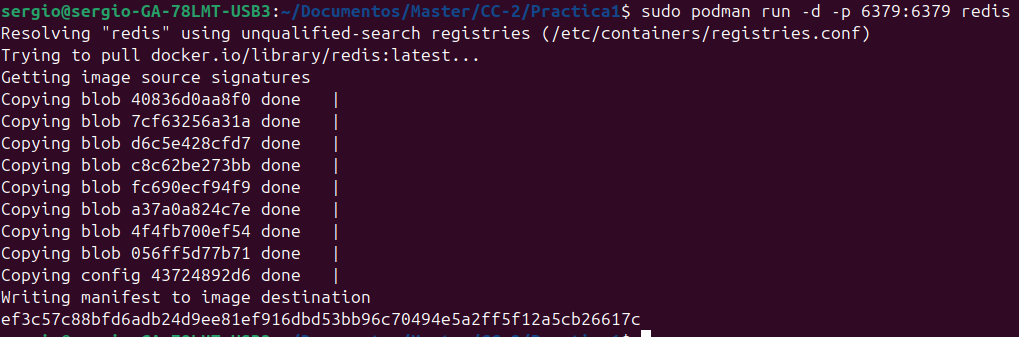 sergio@sergio-GA-78LMT-USB3:~/Documentos/Master/CC-2/Practica1$ sudo podman run -d -p 6379:6379 redis
Resolving "redis" using unqualified-search registries (/etc/containers/registries.conf)
Trying to pull docker.io/library/redis:latest...
Getting image source signatures
Copying blob 40836d0aa8f0 done   |
Copying blob 7cf63256a31a done   |
Copying blob d6c5e428cfd7 done   |
Copying blob c8c62be273bb done   |
Copying blob fc690ecf94f9 done   |
Copying blob a37a0a824c7e done   |
Copying blob 4f4fb700ef54 done   |
Copying blob 056ff5d77b71 done   |
Copying config 43724892d6 done   |
Writing manifest to image destination
ef3c57c88bfd6adb24d9ee81ef916dbd53bb96c70494e5a2ff5f12a5cb26617c